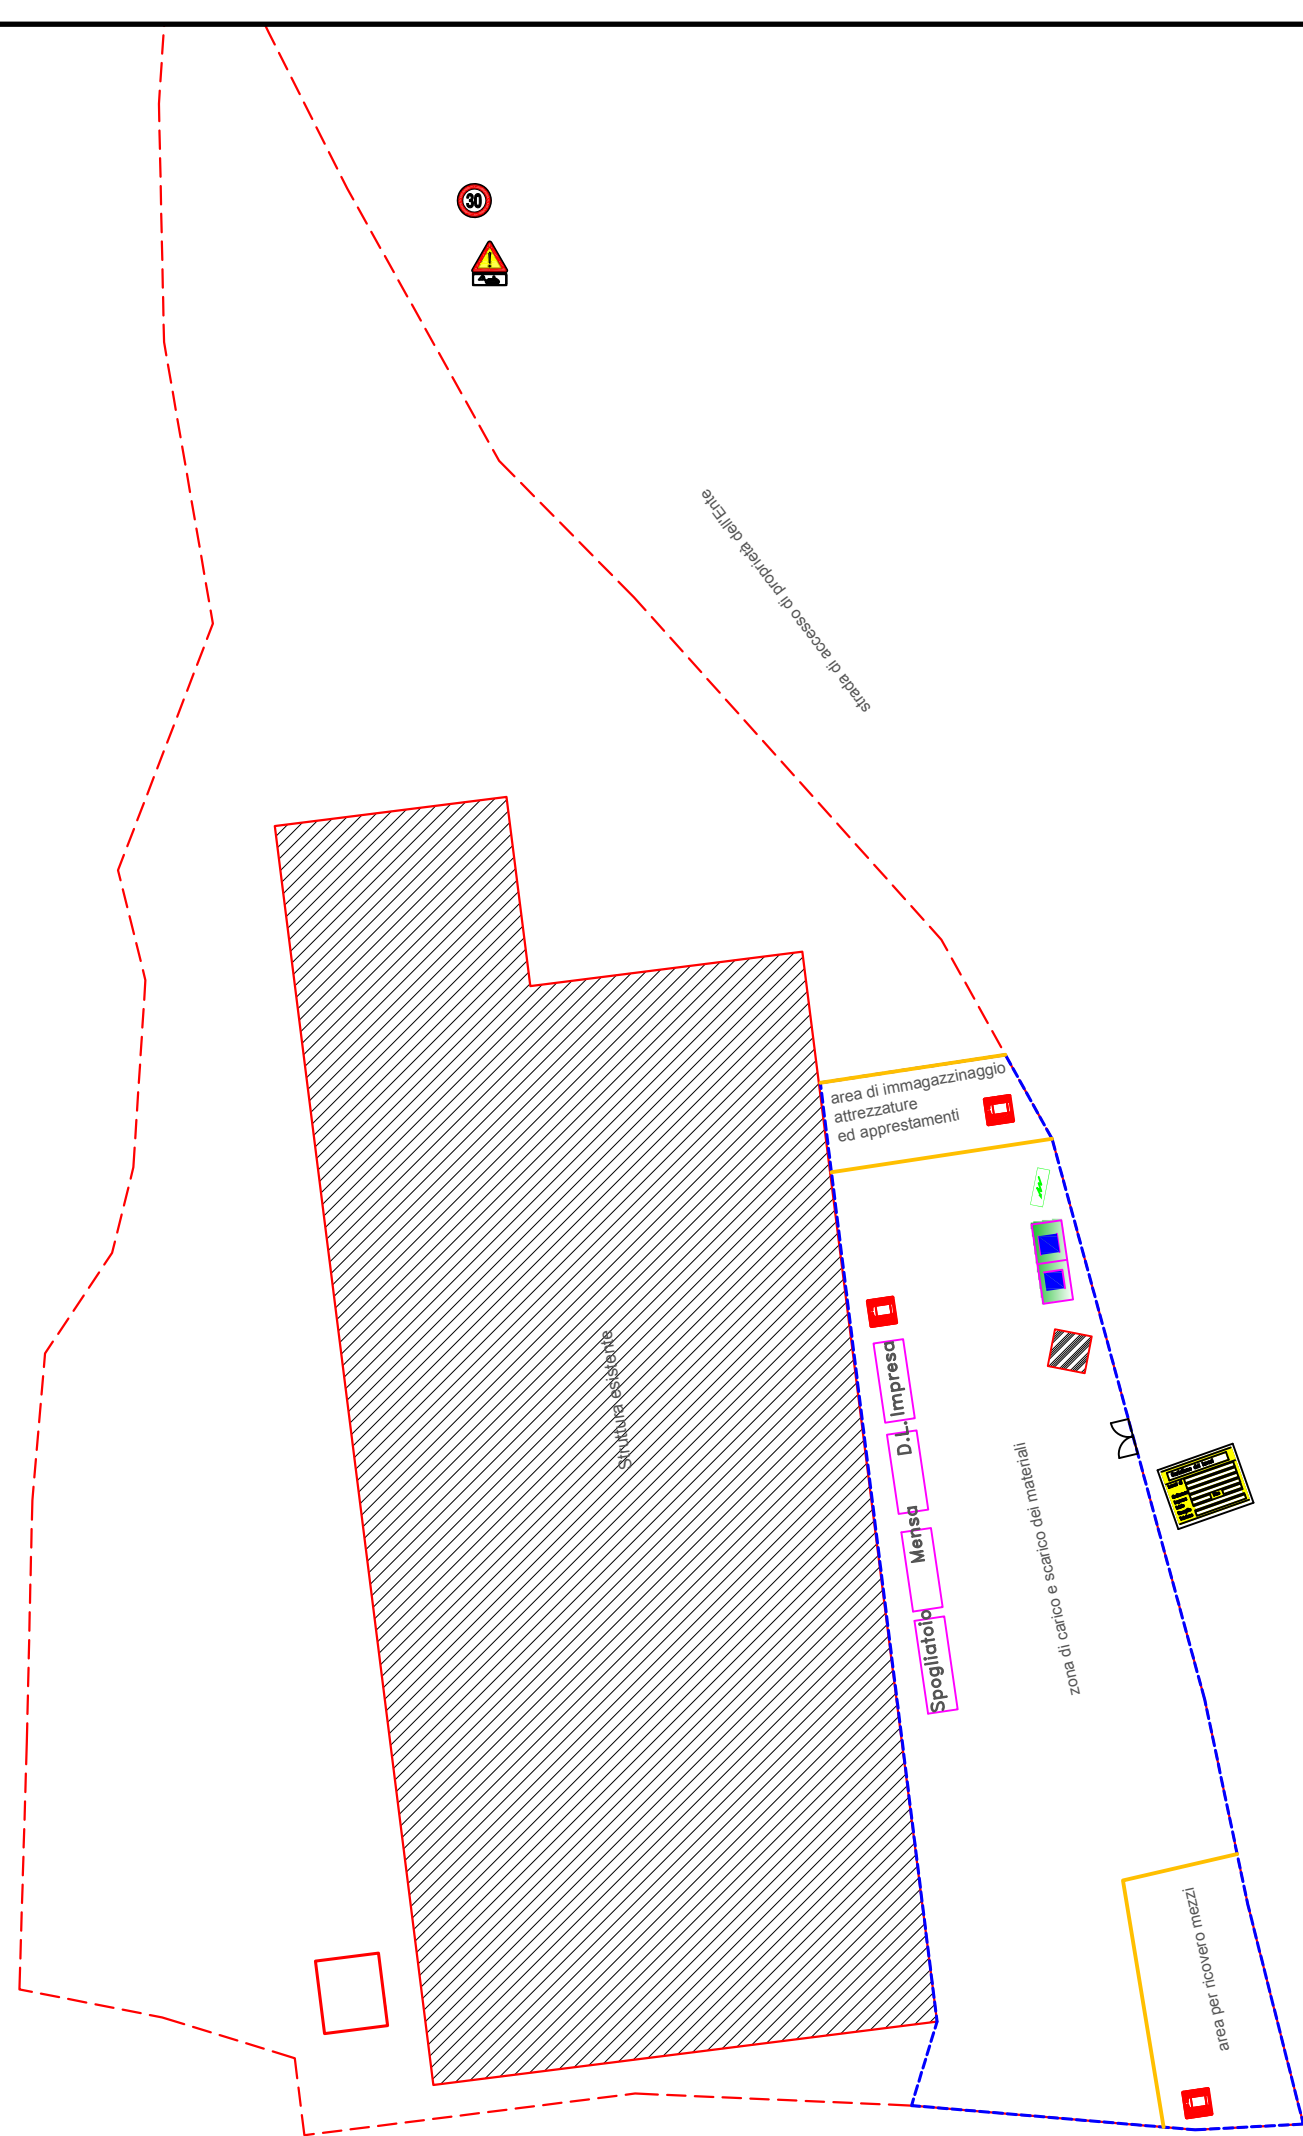 30
strada di accesso di proprietà dell'Ente
area di immagazzinaggio
attrezzature
ed apprestamenti
Struttura esistente
Impresa
D.L.
Mensa
Spogliatoio
zona di carico e scarico dei materiali
area per ricovero mezzi